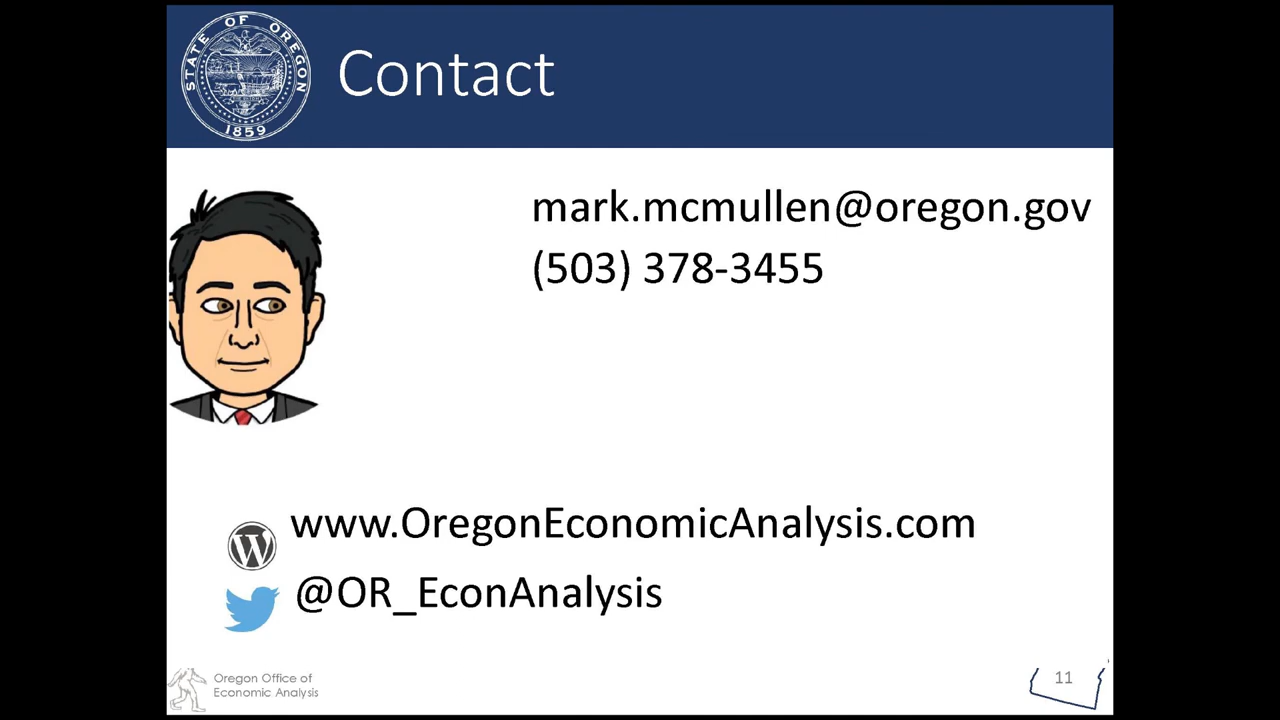 STATE OF OREGON
1859
Contact
mark.mcmullen@oregon.gov
(503) 378-3455
www.OregonEconomicAnalysis.com
@OR_EconAnalysis
Oregon Office of
Economic Analysis
11